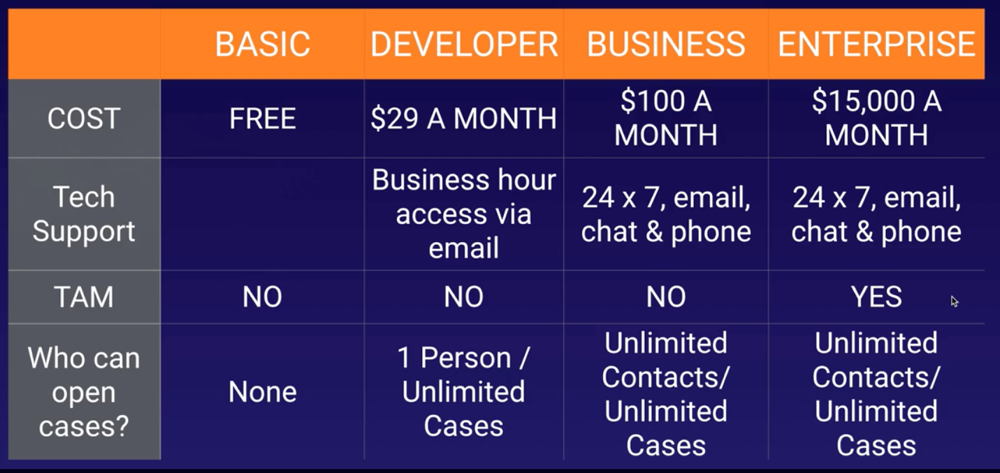 BASIC DEVELOPER BUSINESS ENTERPRISE
COST FREE $29 A MONTH $100 A MONTH $15,000 A MONTH
Tech Support Business hour access via email 24 x 7, email, chat & phone 24 x 7, email, chat & phone
TAM NO NO NO YES
Who can open cases? None 1 Person / Unlimited Cases Unlimited Contacts/ Unlimited Cases Unlimited Contacts/ Unlimited Cases